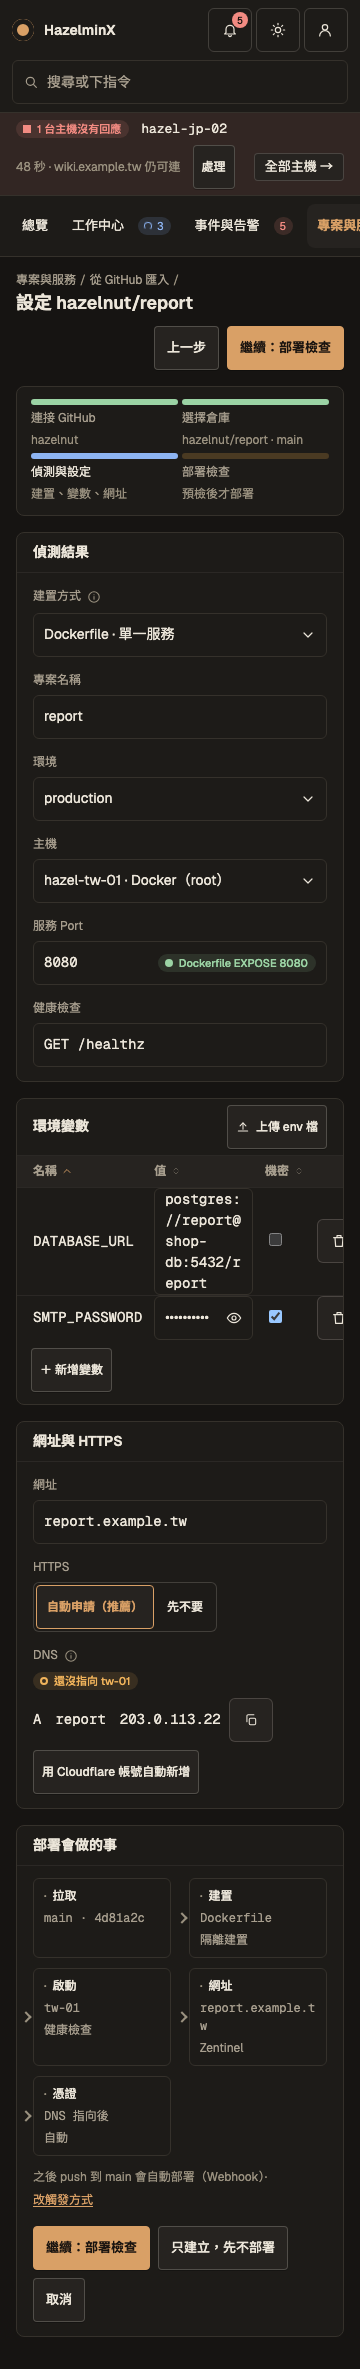 HazelminX
5
搜尋或下指令
1 台主機沒有回應 hazel-jp-02
48 秒 · wiki.example.tw 仍可連 處理 全部主機 →
總覽 工作中心 3 事件與告警 5
專案與服務 / 從 GitHub 匯入 /
設定 hazelnut/report
上一步 繼續：部署檢查
連接 GitHub 選擇倉庫
hazelnut hazelnut/report · main
偵測與設定 部署檢查
建置、變數、網址 預檢後才部署
偵測結果
建置方式
Dockerfile · 單一服務
專案名稱
report
環境
production
主機
hazel-tw-01 · Docker（root）
服務 Port
8080 Dockerfile EXPOSE 8080
健康檢查
GET /healthz
環境變數 上傳 env 檔
名稱 值 機密
DATABASE_URL
postgres:
//report@
shop-
db:5432/r
eport
SMTP_PASSWORD ••••••••••
+ 新增變數
網址與 HTTPS
網址
report.example.tw
HTTPS
自動申請（推薦） 先不要
DNS
還沒指向 tw-01
A report 203.0.113.22
用 Cloudflare 帳號自動新增
部署會做的事
· 拉取
main · 4d81a2c
· 建置
Dockerfile
隔離建置
· 啟動
tw-01
健康檢查
· 網址
report.example.t
w
Zentinel
· 憑證
DNS 指向後
自動
之後 push 到 main 會自動部署（Webhook）·
改觸發方式
繼續：部署檢查 只建立，先不部署
取消